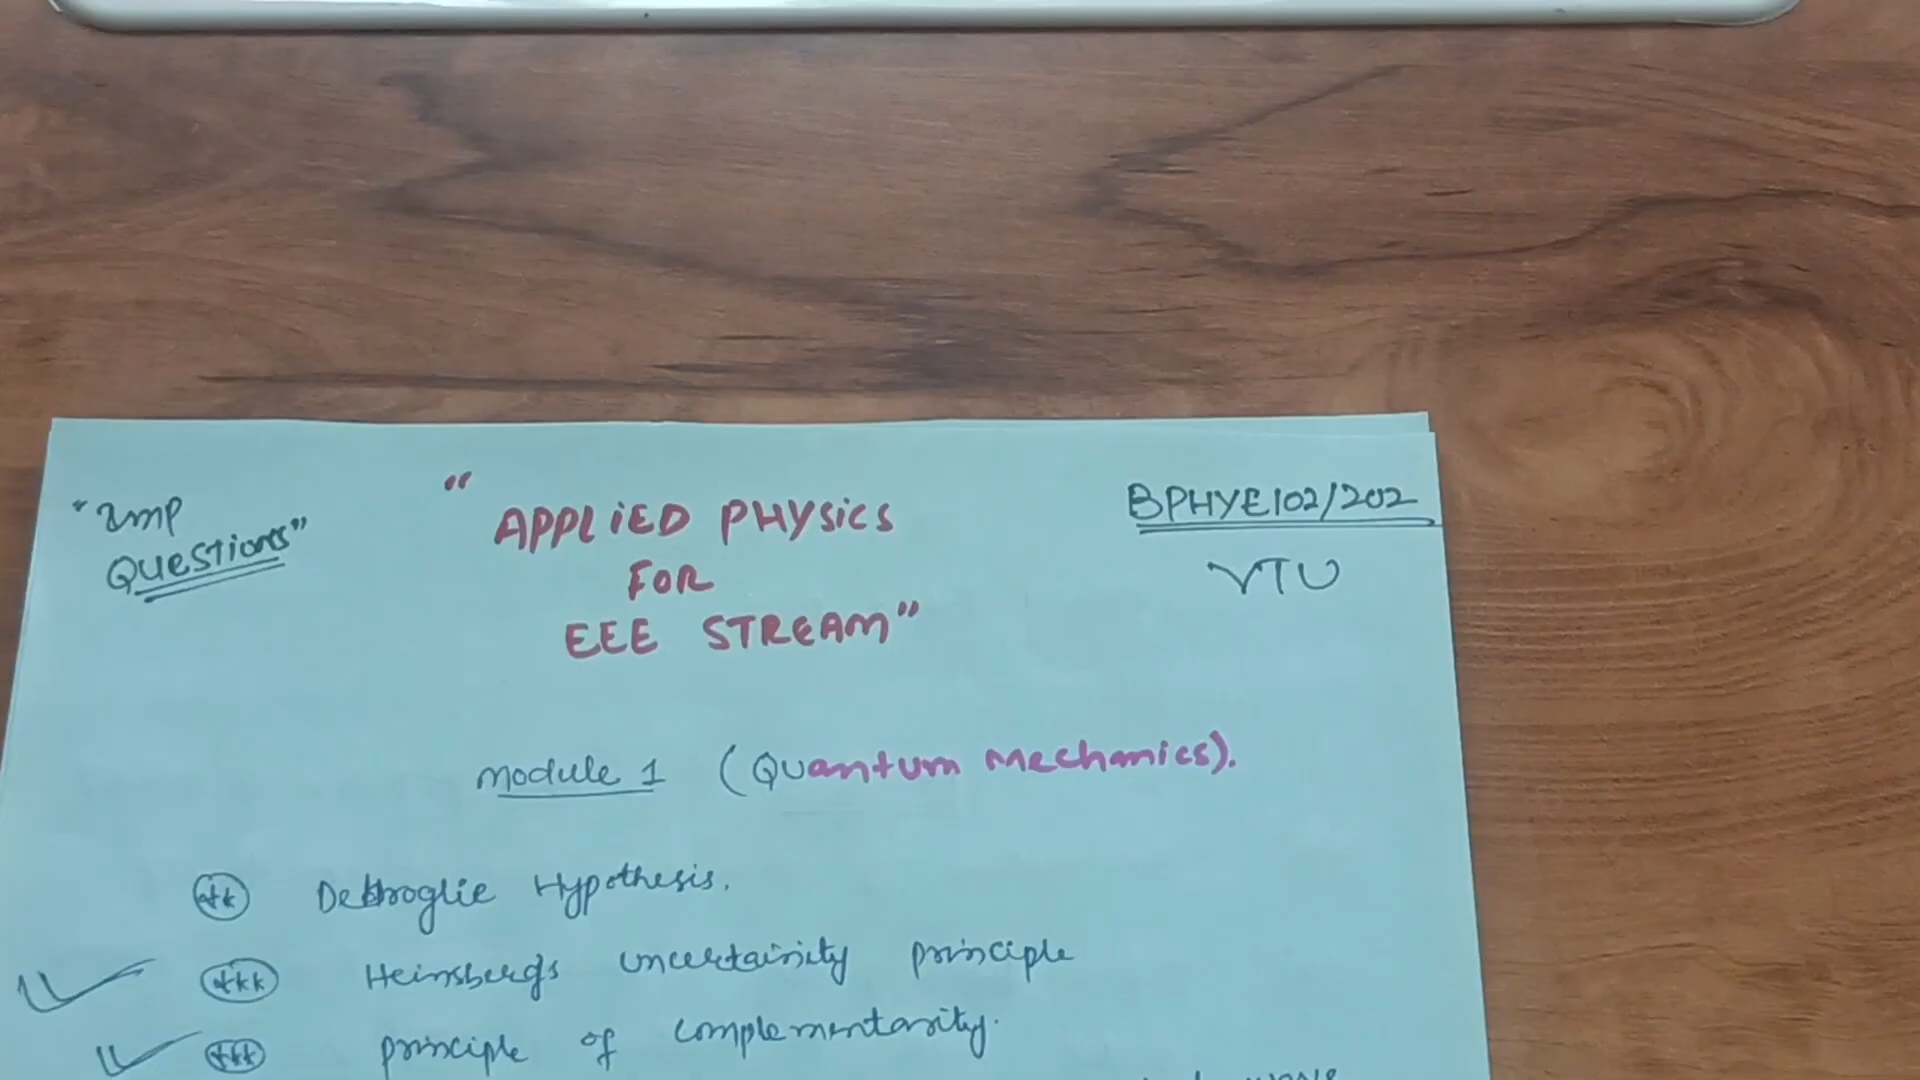 "Imp
Questions"
"APPLIED PHYSICS
FOR
EEE STREAM"
BPHYE102/202
VTU
Module 1 (Quantum Mechanics).
** Debroglie Hypothesis.
*** Heinsbergs uncertainity principle
*** principle of complementarity.